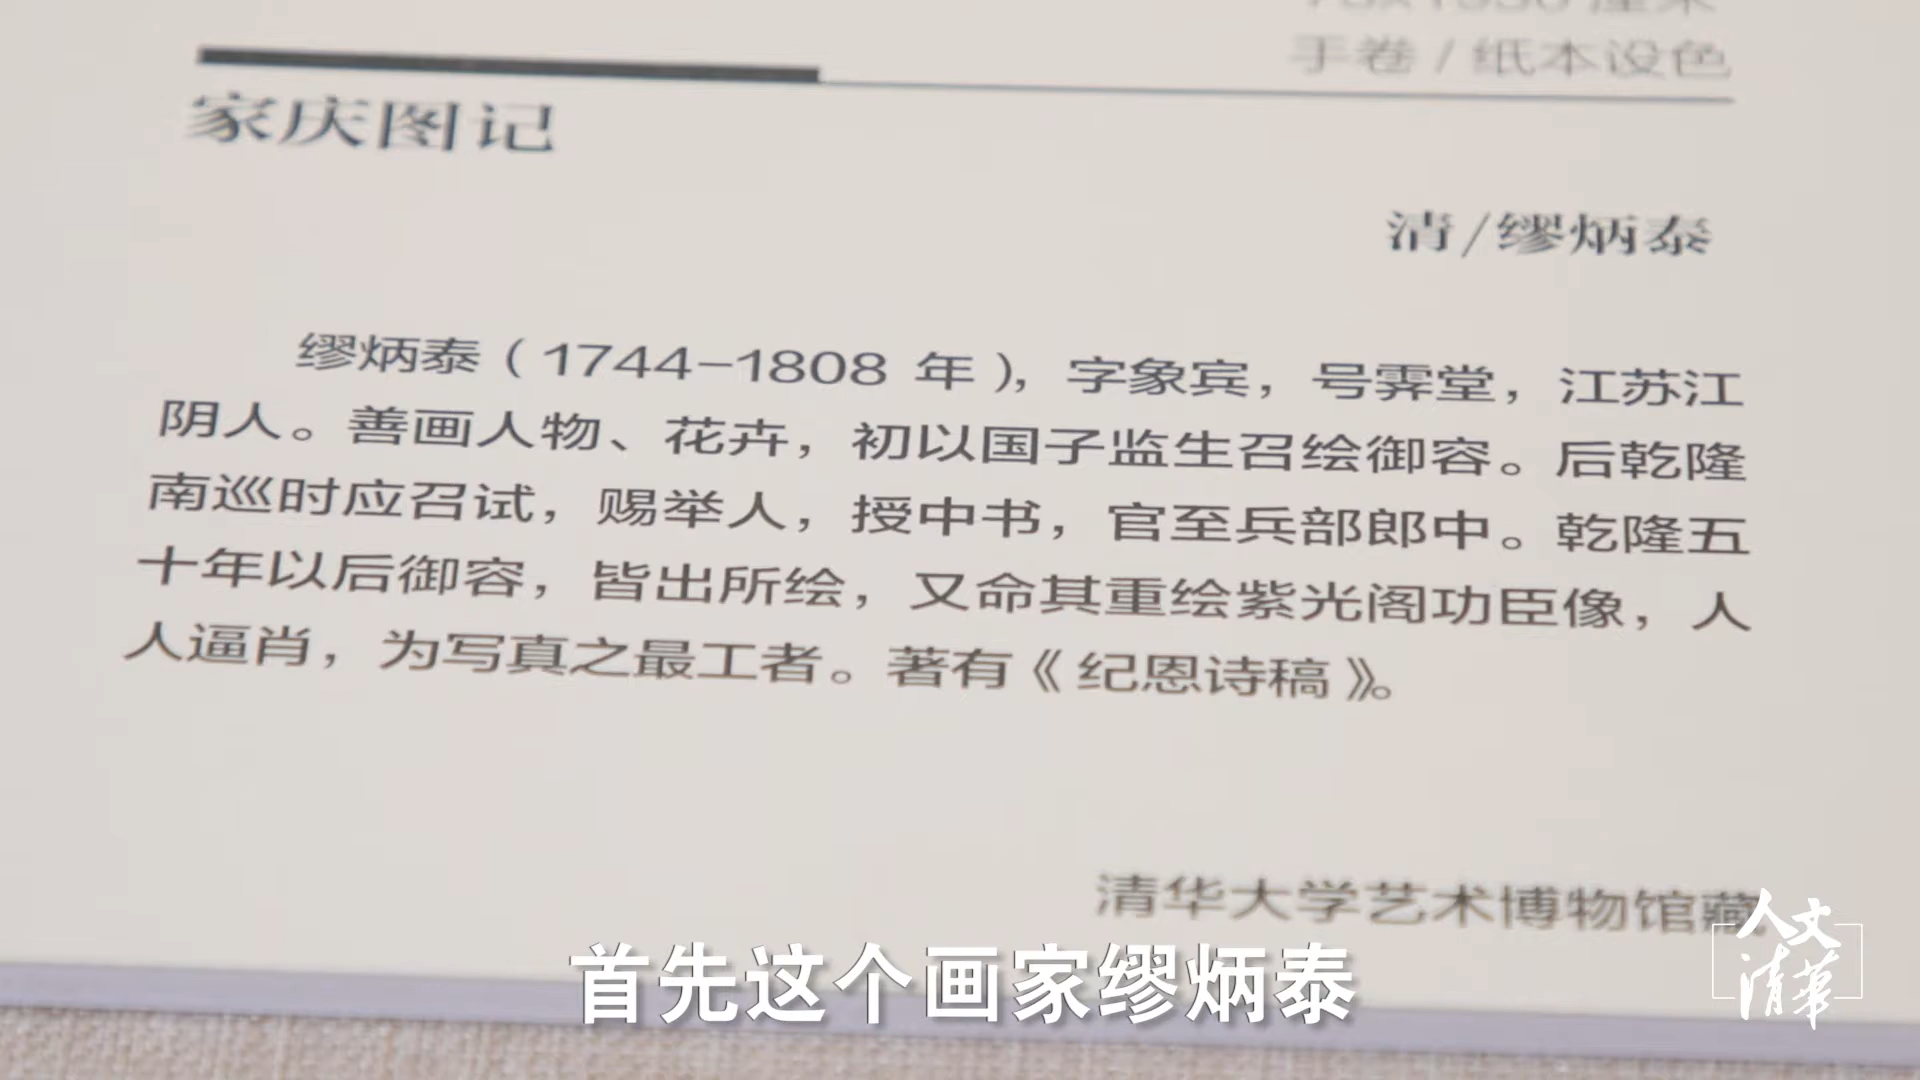 手卷 / 纸本设色
家庆图记
清/缪炳泰
缪炳泰（1744-1808 年），字象宾，号霁堂，江苏江
阴人。善画人物、花卉，初以国子监生召绘御容。后乾隆
南巡时应召试，赐举人，授中书，官至兵部郎中。乾隆五
十年以后御容，皆出所绘，又命其重绘紫光阁功臣像，人
人逼肖，为写真之最工者。著有《纪恩诗稿》。
清华大学艺术博物馆藏
首先这个画家缪炳泰
人文
清華